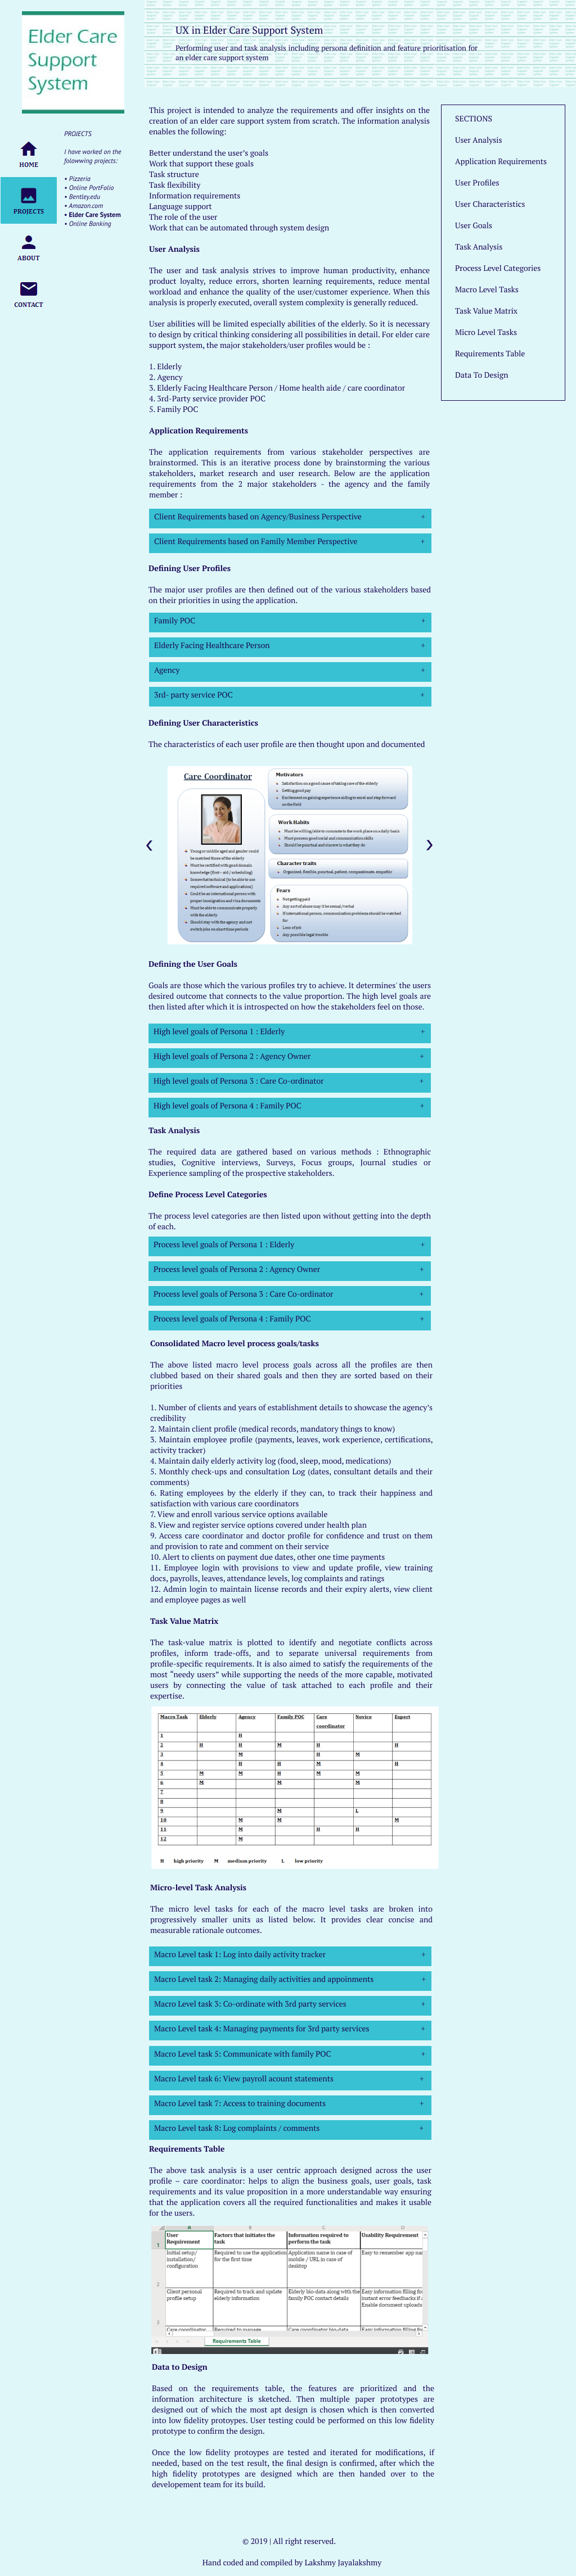 Elder Care
Support
System
HOME
PROJECTS
ABOUT
CONTACT
PROJECTS
I have worked on the
folowwing projects:
• Pizzeria
• Online PortFolio
• Bentley.edu
• Amazon.com
• Elder Care System
• Online Banking
UX in Elder Care Support System
Performing user and task analysis including persona definition and feature prioritisation for
an elder care support system
This project is intended to analyze the requirements and offer insights on the
creation of an elder care support system from scratch. The information analysis
enables the following:
Better understand the user's goals
Work that support these goals
Task structure
Task flexibility
Information requirements
Language support
The role of the user
Work that can be automated through system design
User Analysis
The user and task analysis strives to improve human productivity, enhance
product loyalty, reduce errors, shorten learning requirements, reduce mental
workload and enhance the quality of the user/customer experience. When this
analysis is properly executed, overall system complexity is generally reduced.
User abilities will be limited especially abilities of the elderly. So it is necessary
to design by critical thinking considering all possibilities in detail. For elder care
support system, the major stakeholders/user profiles would be :
1. Elderly
2. Agency
3. Elderly Facing Healthcare Person / Home health aide / care coordinator
4. 3rd-Party service provider POC
5. Family POC
Application Requirements
The application requirements from various stakeholder perspectives are
brainstormed. This is an iterative process done by brainstorming the various
stakeholders, market research and user research. Below are the application
requirements from the 2 major stakeholders - the agency and the family
member :
Client Requirements based on Agency/Business Perspective +
Client Requirements based on Family Member Perspective +
Defining User Profiles
The major user profiles are then defined out of the various stakeholders based
on their priorities in using the application.
Family POC +
Elderly Facing Healthcare Person +
Agency +
3rd- party service POC +
Defining User Characteristics
The characteristics of each user profile are then thought upon and documented
Care Coordinator
Young or middle aged and gender could
be matched those of the elderly
Must be certified with good domain
knowledge (first - aid / scheduling)
Somewhat technical (to be able to use
required software and applications)
Could be an international person with
proper immigration and visa documents
Must be able to communicate properly
with the elderly
Should stay with the agency and not
switch jobs on short time periods
Motivators
Satisfaction on a good cause of taking care of the elderly
Getting good pay
on the field
Work Habits
Must be willing/able to commute to the work place on a daily basis
Must possess good social and communication skills
Should be punctual and sincere in what they do
Character traits
Organized, flexible, punctual, patient, compassionate, empathic
Fears
Not getting paid
Any sort of abuse may it be sexual/verbal
If international person, communication problems should be watched
for
Loss of job
Any possible legal trouble
Defining the User Goals
Goals are those which the various profiles try to achieve. It determines' the users
desired outcome that connects to the value proportion. The high level goals are
then listed after which it is introspected on how the stakeholders feel on those.
High level goals of Persona 1 : Elderly +
High level goals of Persona 2 : Agency Owner +
High level goals of Persona 3 : Care Co-ordinator +
High level goals of Persona 4 : Family POC +
Task Analysis
The required data are gathered based on various methods : Ethnographic
studies, Cognitive interviews, Surveys, Focus groups, Journal studies or
Experience sampling of the prospective stakeholders.
Define Process Level Categories
The process level categories are then listed upon without getting into the depth
of each.
Process level goals of Persona 1 : Elderly +
Process level goals of Persona 2 : Agency Owner +
Process level goals of Persona 3 : Care Co-ordinator +
Process level goals of Persona 4 : Family POC +
Consolidated Macro level process goals/tasks
The above listed macro level process goals across all the profiles are then
clubbed based on their shared goals and then they are sorted based on their
priorities
1. Number of clients and years of establishment details to showcase the agency's
credibility
2. Maintain client profile (medical records, mandatory things to know)
3. Maintain employee profile (payments, leaves, work experience, certifications,
activity tracker)
4. Maintain daily elderly activity log (food, sleep, mood, medications)
5. Monthly check-ups and consultation Log (dates, consultant details and their
comments)
6. Rating employees by the elderly if they can, to track their happiness and
satisfaction with various care coordinators
7. View and enroll various service options available
8. View and register service options covered under health plan
9. Access care coordinator and doctor profile for confidence and trust on them
and provision to rate and comment on their service
10. Alert to clients on payment due dates, other one time payments
11. Employee login with provisions to view and update profile, view training
docs, payrolls, leaves, attendance levels, log complaints and ratings
12. Admin login to maintain license records and their expiry alerts, view client
and employee pages as well
Task Value Matrix
The task-value matrix is plotted to identify and negotiate conflicts across
profiles, inform trade-offs, and to separate universal requirements from
profile-specific requirements. It is also aimed to satisfy the requirements of the
most "needy users" while supporting the needs of the more capable, motivated
users by connecting the value of task attached to each profile and their
expertise.
Macro Task Elderly Agency Family POC Care Novice Expert
coordinator
1 H
2 H H M H H
3 M H M
4 H H M H
5 M M H M M
6 M M M
7
8
9 M L
10 M M M
11 M H H
12 M
H high priority M medium priority L low priority
Micro-level Task Analysis
The micro level tasks for each of the macro level tasks are broken into
progressively smaller units as listed below. It provides clear concise and
measurable rationale outcomes.
Macro Level task 1: Log into daily activity tracker +
Macro Level task 2: Managing daily activities and appoinments +
Macro Level task 3: Co-ordinate with 3rd party services +
Macro Level task 4: Managing payments for 3rd party services +
Macro Level task 5: Communicate with family POC +
Macro Level task 6: View payroll acount statements +
Macro Level task 7: Access to training documents +
Macro Level task 8: Log complaints / comments +
Requirements Table
The above task analysis is a user centric approach designed across the user
profile – care coordinator: helps to align the business goals, user goals, task
requirements and its value proposition in a more understandable way ensuring
that the application covers all the required functionalities and makes it usable
for the users.
A B C D
1 User Factors that initiates the Information required to Usability Requirement
Requirement task perform the task
Initial setup/ Required to use the application Application name in case of Easy to remember app
installation/ for the first time mobile / URL in case of
configuration desktop
2
Client personal Required to track and update Elderly bio-data along with the Easy information filling
profile setup elderly information family POC contact details instant error feedbacks if
Enable document uploads
3
Care coordinator Required to manage Care coordinator bio-data Easy information filling
Requirements Table
Data to Design
Based on the requirements table, the features are prioritized and the
information architecture is sketched. Then multiple paper prototypes are
designed out of which the most apt design is chosen which is then converted
into low fidelity protoypes. User testing could be performed on this low fidelity
prototype to confirm the design.
Once the low fidelity protoypes are tested and iterated for modifications, if
needed, based on the test result, the final design is confirmed, after which the
high fidelity prototypes are designed which are then handed over to the
developement team for its build.
SECTIONS
User Analysis
Application Requirements
User Profiles
User Characteristics
User Goals
Task Analysis
Process Level Categories
Macro Level Tasks
Task Value Matrix
Micro Level Tasks
Requirements Table
Data To Design
© 2019 | All right reserved.
Hand coded and compiled by Lakshmy Jayalakshmy